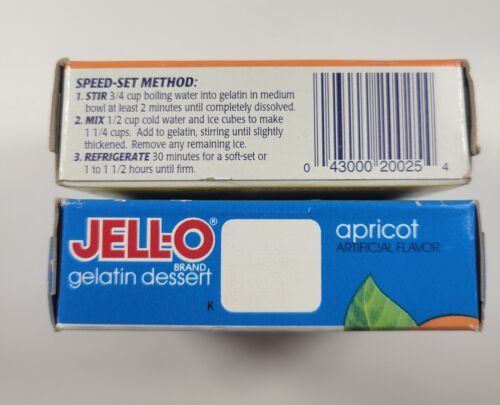 SPEED-SET METHOD:
1. STIR 3/4 cup boiling water into gelatin in medium
bowl at least 2 minutes until completely dissolved.
2. MIX 1/2 cup cold water and ice cubes to make
1 1/4 cups. Add to gelatin, stirring until slightly
thickened. Remove any remaining ice.
3. REFRIGERATE 30 minutes for a soft-set or
1 to 1 1/2 hours until firm.
0 43000 20025 4
JELL-O®
BRAND
gelatin dessert
K
apricot
ARTIFICIAL FLAVOR